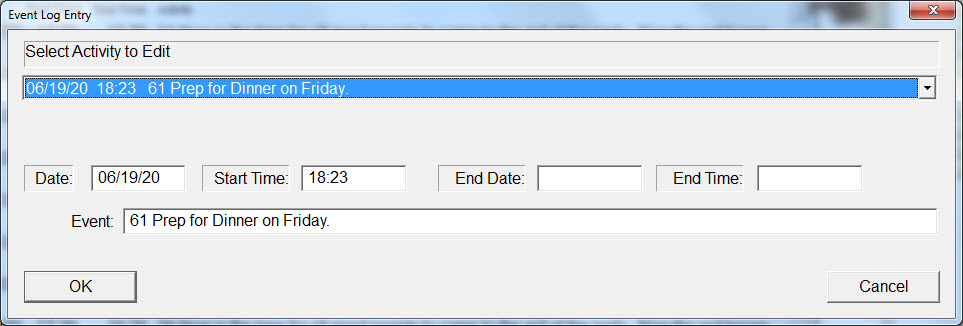 Event Log Entry
Select Activity to Edit
06/19/20 18:23 61 Prep for Dinner on Friday.
Date: 06/19/20 Start Time: 18:23 End Date: End Time:
Event: 61 Prep for Dinner on Friday.
OK Cancel